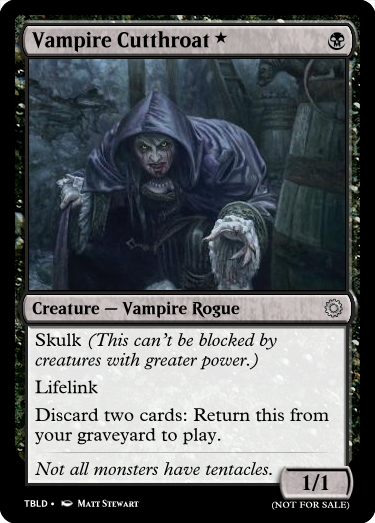 Vampire Cutthroat ★
Creature — Vampire Rogue
Skulk (This can't be blocked by
creatures with greater power.)
Lifelink
Discard two cards: Return this from
your graveyard to play.
Not all monsters have tentacles.
1/1
TBLD • Matt Stewart
(NOT FOR SALE)